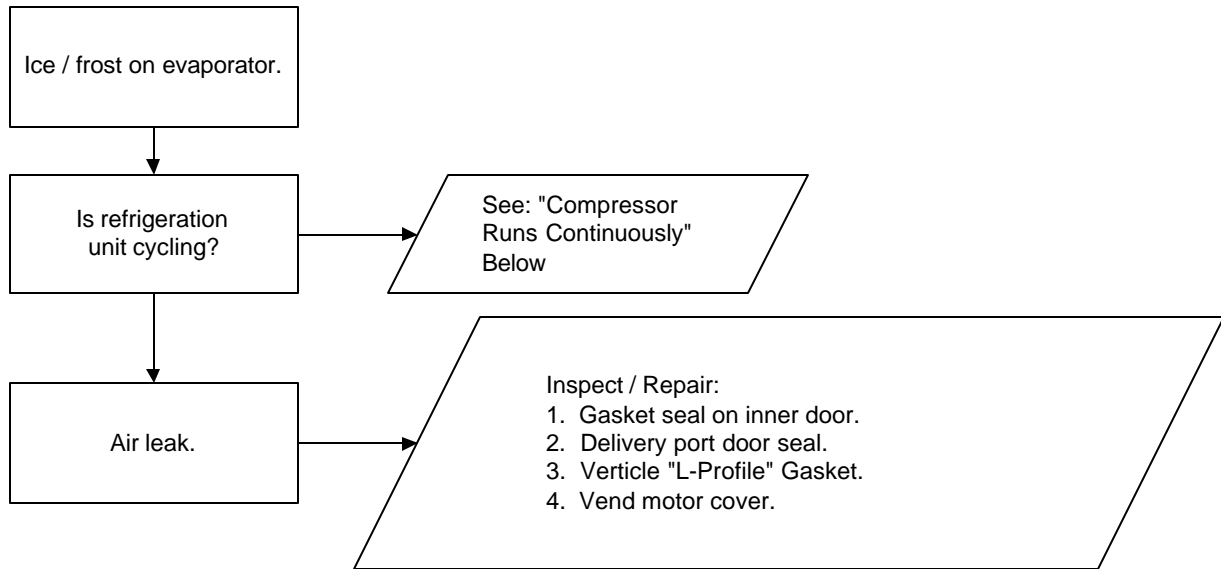 Ice / frost on evaporator.
Is refrigeration
unit cycling?
See: "Compressor
Runs Continuously"
Below
Air leak.
Inspect / Repair:
1. Gasket seal on inner door.
2. Delivery port door seal.
3. Verticle "L-Profile" Gasket.
4. Vend motor cover.